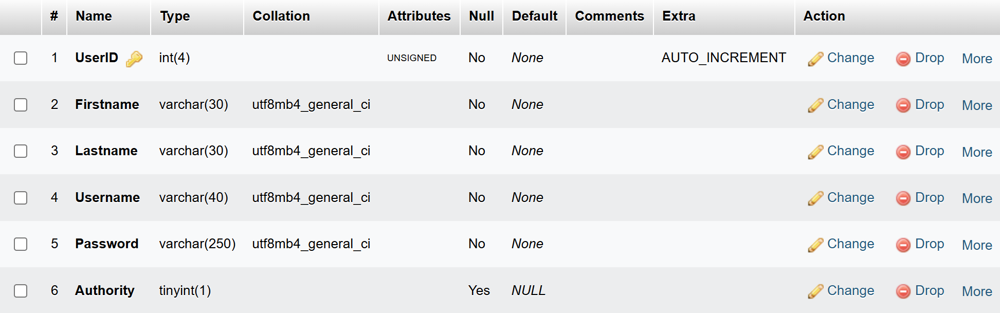 # Name Type Collation Attributes Null Default Comments Extra Action
1 UserID int(4) UNSIGNED No None AUTO_INCREMENT Change Drop More
2 Firstname varchar(30) utf8mb4_general_ci No None Change Drop More
3 Lastname varchar(30) utf8mb4_general_ci No None Change Drop More
4 Username varchar(40) utf8mb4_general_ci No None Change Drop More
5 Password varchar(250) utf8mb4_general_ci No None Change Drop More
6 Authority tinyint(1) Yes NULL Change Drop More